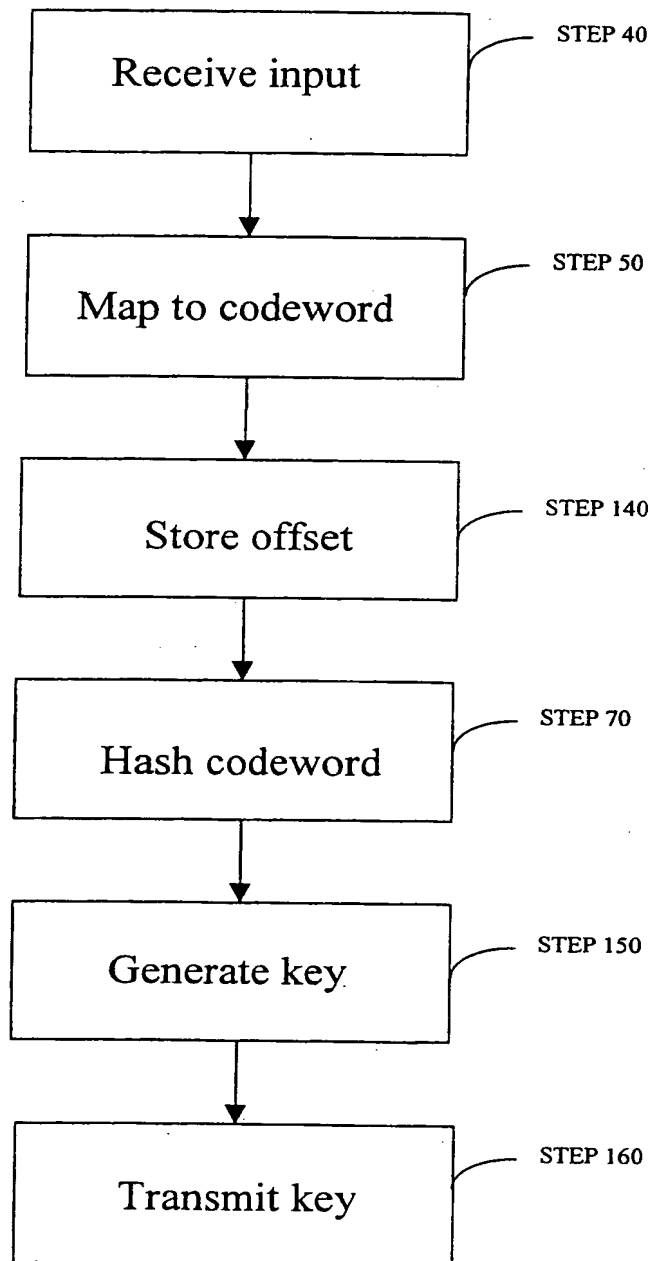 STEP 40
Receive input
STEP 50
Map to codeword
STEP 140
Store offset
STEP 70
Hash codeword
STEP 150
Generate key
STEP 160
Transmit key